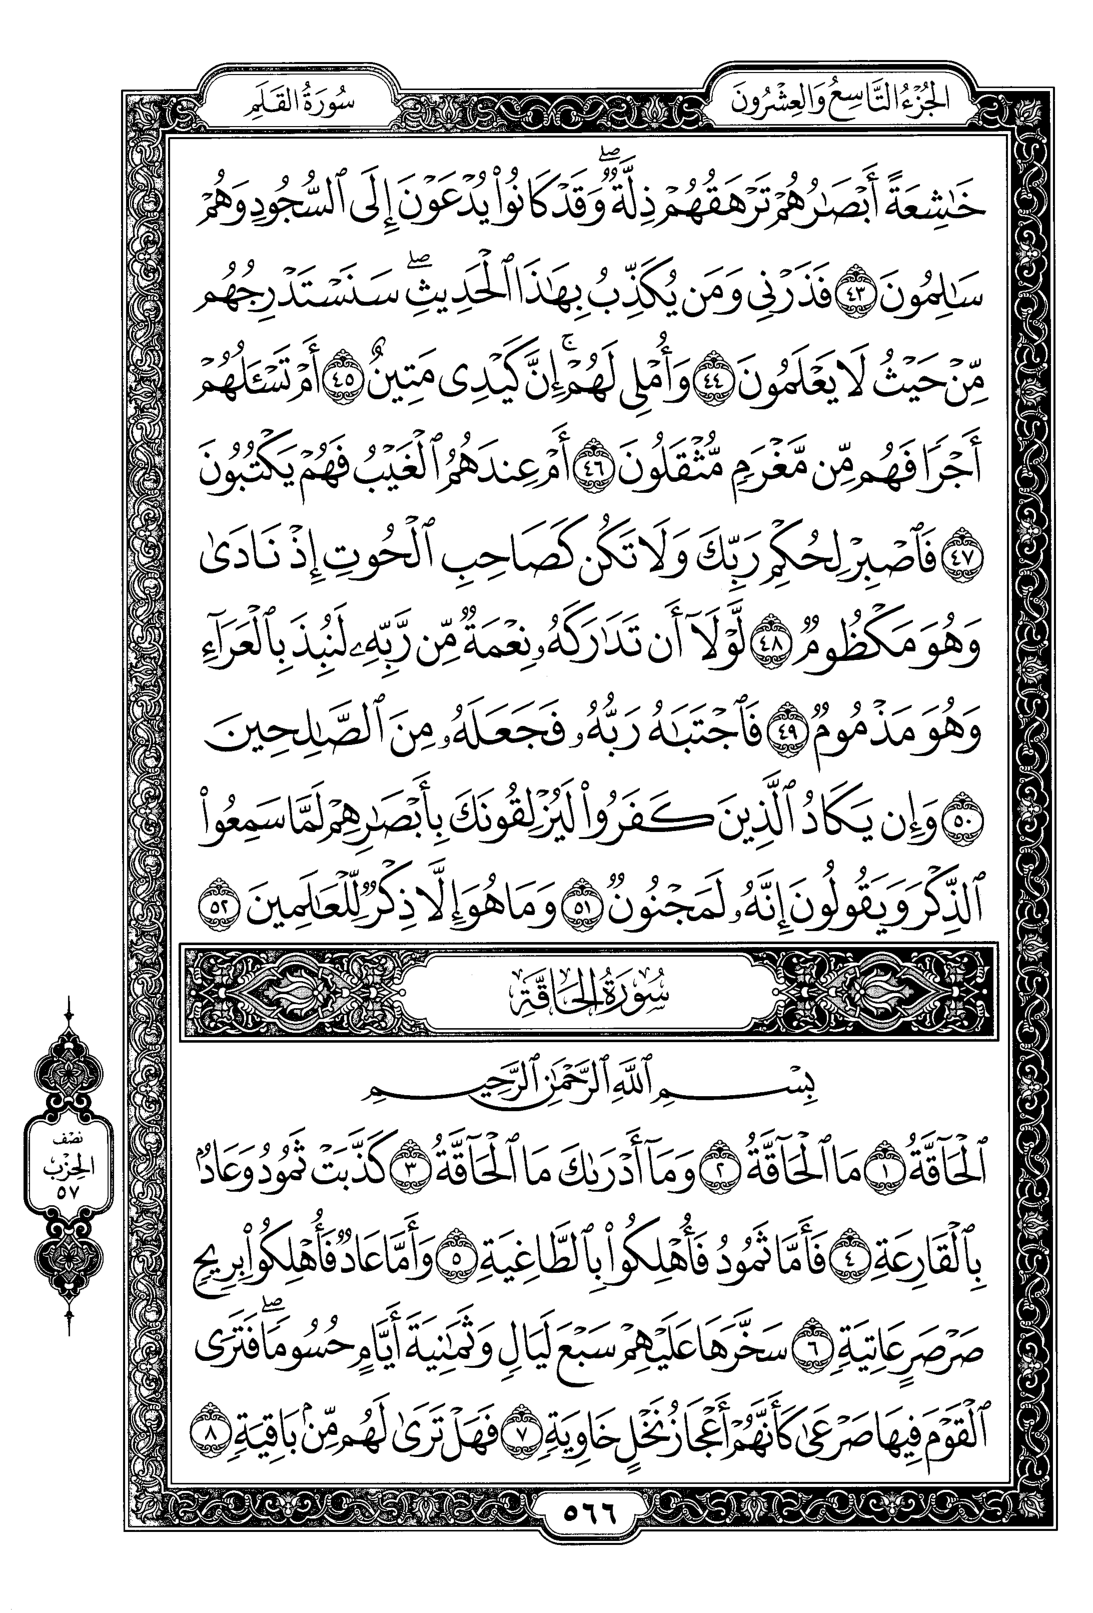 الجُزْءُ التَّاسِعُ وَالعِشْرُونَ
سُورَةُ القَلَمِ
خَٰشِعَةً أَبْصَٰرُهُمْ تَرْهَقُهُمْ ذِلَّةٌۖ وَقَدْ كَانُوا۟ يُدْعَوْنَ إِلَى ٱلسُّجُودِ وَهُمْ
سَٰلِمُونَ ٤٣ فَذَرْنِى وَمَن يُكَذِّبُ بِهَٰذَا ٱلْحَدِيثِۖ سَنَسْتَدْرِجُهُم
مِّنْ حَيْثُ لَا يَعْلَمُونَ ٤٤ وَأُمْلِى لَهُمْۚ إِنَّ كَيْدِى مَتِينٌ ٤٥ أَمْ تَسْـَٔلُهُمْ
أَجْرًا فَهُم مِّن مَّغْرَمٍ مُّثْقَلُونَ ٤٦ أَمْ عِندَهُمُ ٱلْغَيْبُ فَهُمْ يَكْتُبُونَ
٤٧ فَٱصْبِرْ لِحُكْمِ رَبِّكَ وَلَا تَكُن كَصَاحِبِ ٱلْحُوتِ إِذْ نَادَىٰ
وَهُوَ مَكْظُومٌ ٤٨ لَّوْلَآ أَن تَدَٰرَكَهُۥ نِعْمَةٌ مِّن رَّبِّهِۦ لَنُبِذَ بِٱلْعَرَآءِ
وَهُوَ مَذْمُومٌ ٤٩ فَٱجْتَبَٰهُ رَبُّهُۥ فَجَعَلَهُۥ مِنَ ٱلصَّٰلِحِينَ
٥٠ وَإِن يَكَادُ ٱلَّذِينَ كَفَرُوا۟ لَيُزْلِقُونَكَ بِأَبْصَٰرِهِمْ لَمَّا سَمِعُوا۟
ٱلذِّكْرَ وَيَقُولُونَ إِنَّهُۥ لَمَجْنُونٌ ٥١ وَمَا هُوَ إِلَّا ذِكْرٌ لِّلْعَٰلَمِينَ ٥٢
سُورَةُ الحَاقَّةِ
بِسْمِ ٱللَّهِ ٱلرَّحْمَٰنِ ٱلرَّحِيمِ
ٱلْحَآقَّةُ ١ مَا ٱلْحَآقَّةُ ٢ وَمَآ أَدْرَىٰكَ مَا ٱلْحَآقَّةُ ٣ كَذَّبَتْ ثَمُودُ وَعَادٌۢ
بِٱلْقَارِعَةِ ٤ فَأَمَّا ثَمُودُ فَأُهْلِكُوا۟ بِٱلطَّاغِيَةِ ٥ وَأَمَّا عَادٌ فَأُهْلِكُوا۟ بِرِيحٍ
صَرْصَرٍ عَاتِيَةٍ ٦ سَخَّرَهَا عَلَيْهِمْ سَبْعَ لَيَالٍ وَثَمَٰنِيَةَ أَيَّامٍ حُسُومًاۖ فَتَرَى
ٱلْقَوْمَ فِيهَا صَرْعَىٰ كَأَنَّهُمْ أَعْجَازُ نَخْلٍ خَاوِيَةٍ ٧ فَهَلْ تَرَىٰ لَهُم مِّنۢ بَاقِيَةٍ ٨
نصف
الحِزْب
٥٧
٥٦٦